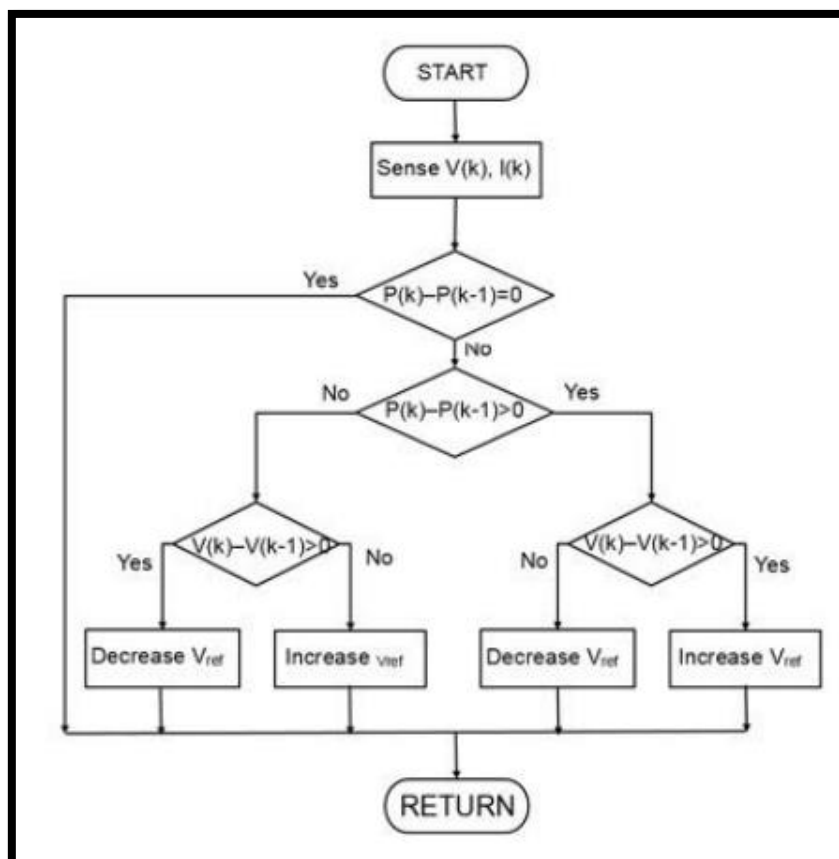 START
Sense V(k), I(k)
Yes
P(k)–P(k-1)=0
No
No
P(k)–P(k-1)>0
Yes
V(k)–V(k-1)>0
V(k)–V(k-1)>0
Yes
No
No
Yes
Decrease Vref
Increase Vref
Decrease Vref
Increase Vref
RETURN